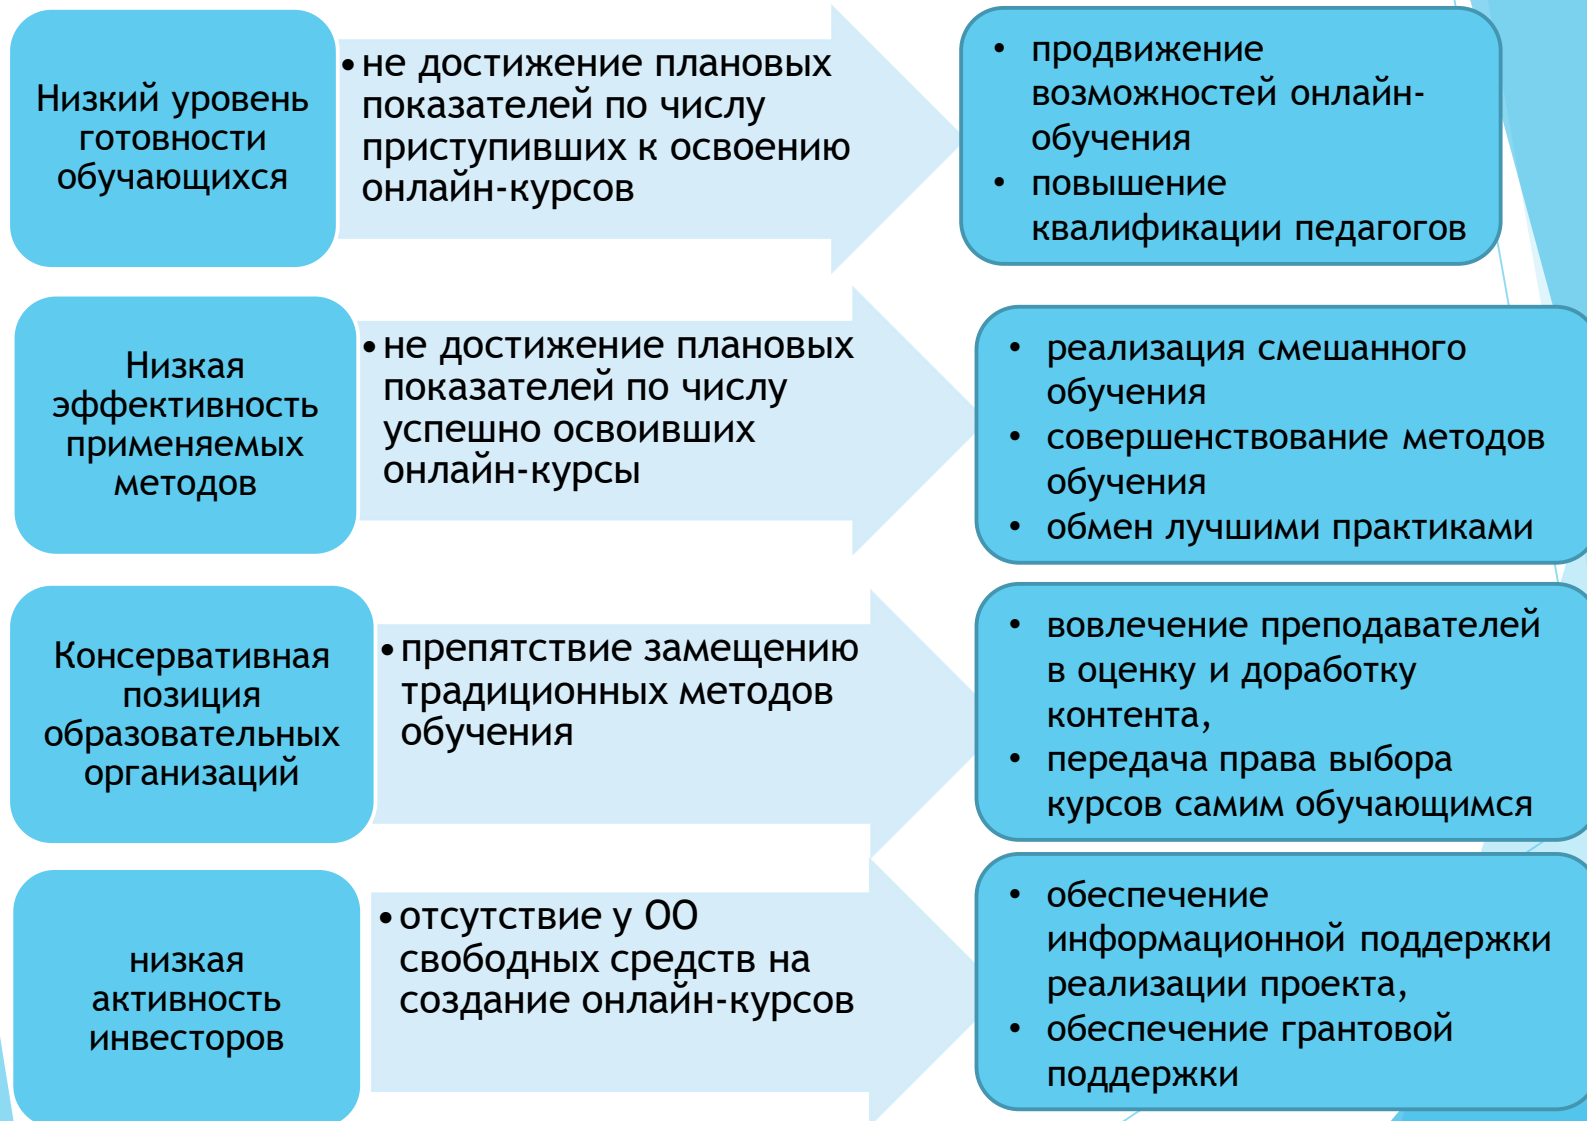 Низкий уровень
готовности
обучающихся
• не достижение плановых
показателей по числу
приступивших к освоению
онлайн-курсов
• продвижение
возможностей онлайн-
обучения
• повышение
квалификации педагогов
Низкая
эффективность
применяемых
методов
• не достижение плановых
показателей по числу
успешно освоивших
онлайн-курсы
• реализация смешанного
обучения
• совершенствование методов
обучения
• обмен лучшими практиками
Консервативная
позиция
образовательных
организаций
• препятствие замещению
традиционных методов
обучения
• вовлечение преподавателей
в оценку и доработку
контента,
• передача права выбора
курсов самим обучающимся
низкая
активность
инвесторов
• отсутствие у ОО
свободных средств на
создание онлайн-курсов
• обеспечение
информационной поддержки
реализации проекта,
• обеспечение грантовой
поддержки